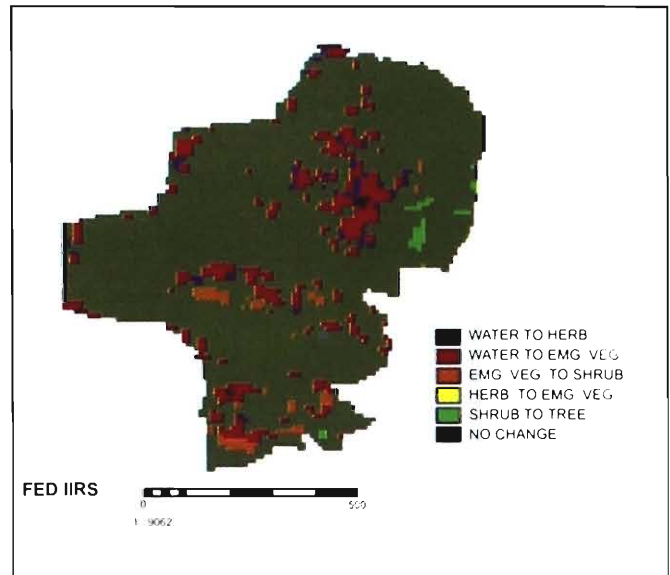 WATER TO HERB
WATER TO EMG VEG
EMG VEG TO SHRUB
HERB TO EMG VEG
SHRUB TO TREE
NO CHANGE
FED IIRS
0
9062